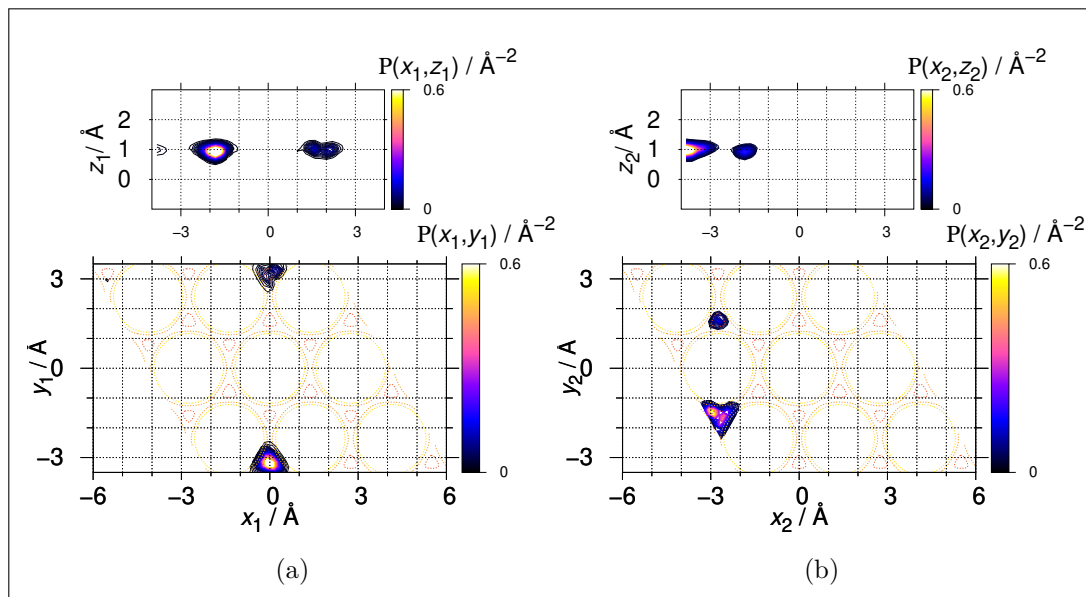 P(x1,z1) / Å−2
0.6
0
2
1
0
z1/ Å
−3 0 3
P(x1,y1) / Å−2
0.6
0
3
0
−3
y1 / Å
−6 −3 0 3 6
x1 / Å
(a)
P(x2,z2) / Å−2
0.6
0
2
1
0
z2/ Å
−3 0 3
P(x2,y2) / Å−2
0.6
0
3
0
−3
y2 / Å
−6 −3 0 3 6
x2 / Å
(b)